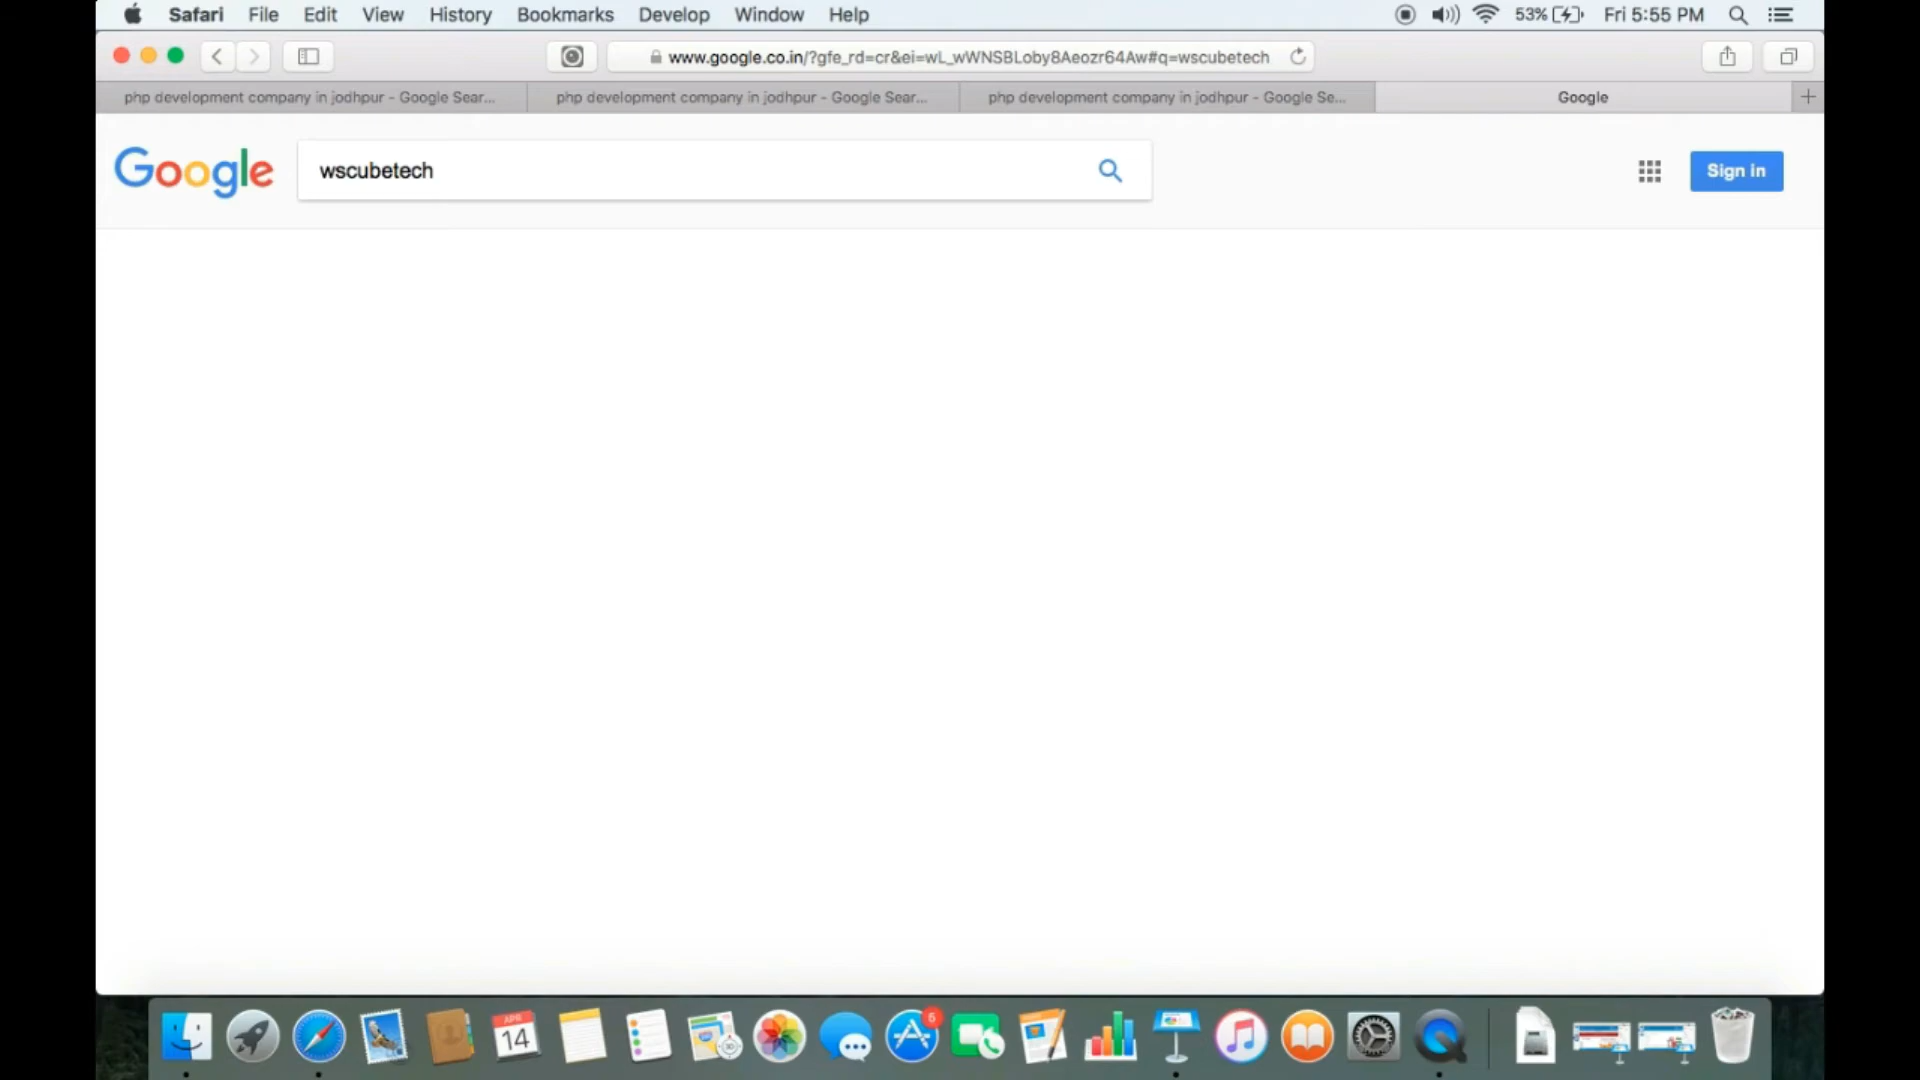 Safari File Edit View History Bookmarks Develop Window Help 53% Fri 5:55 PM
www.google.co.in/?gfe_rd=cr&ei=wL_wWNSBLoby8Aeozr64Aw#q=wscubetech
php development company in jodhpur - Google Sear... php development company in jodhpur - Google Sear... php development company in jodhpur - Google Se... Google
Google wscubetech Sign in
5
APR
14